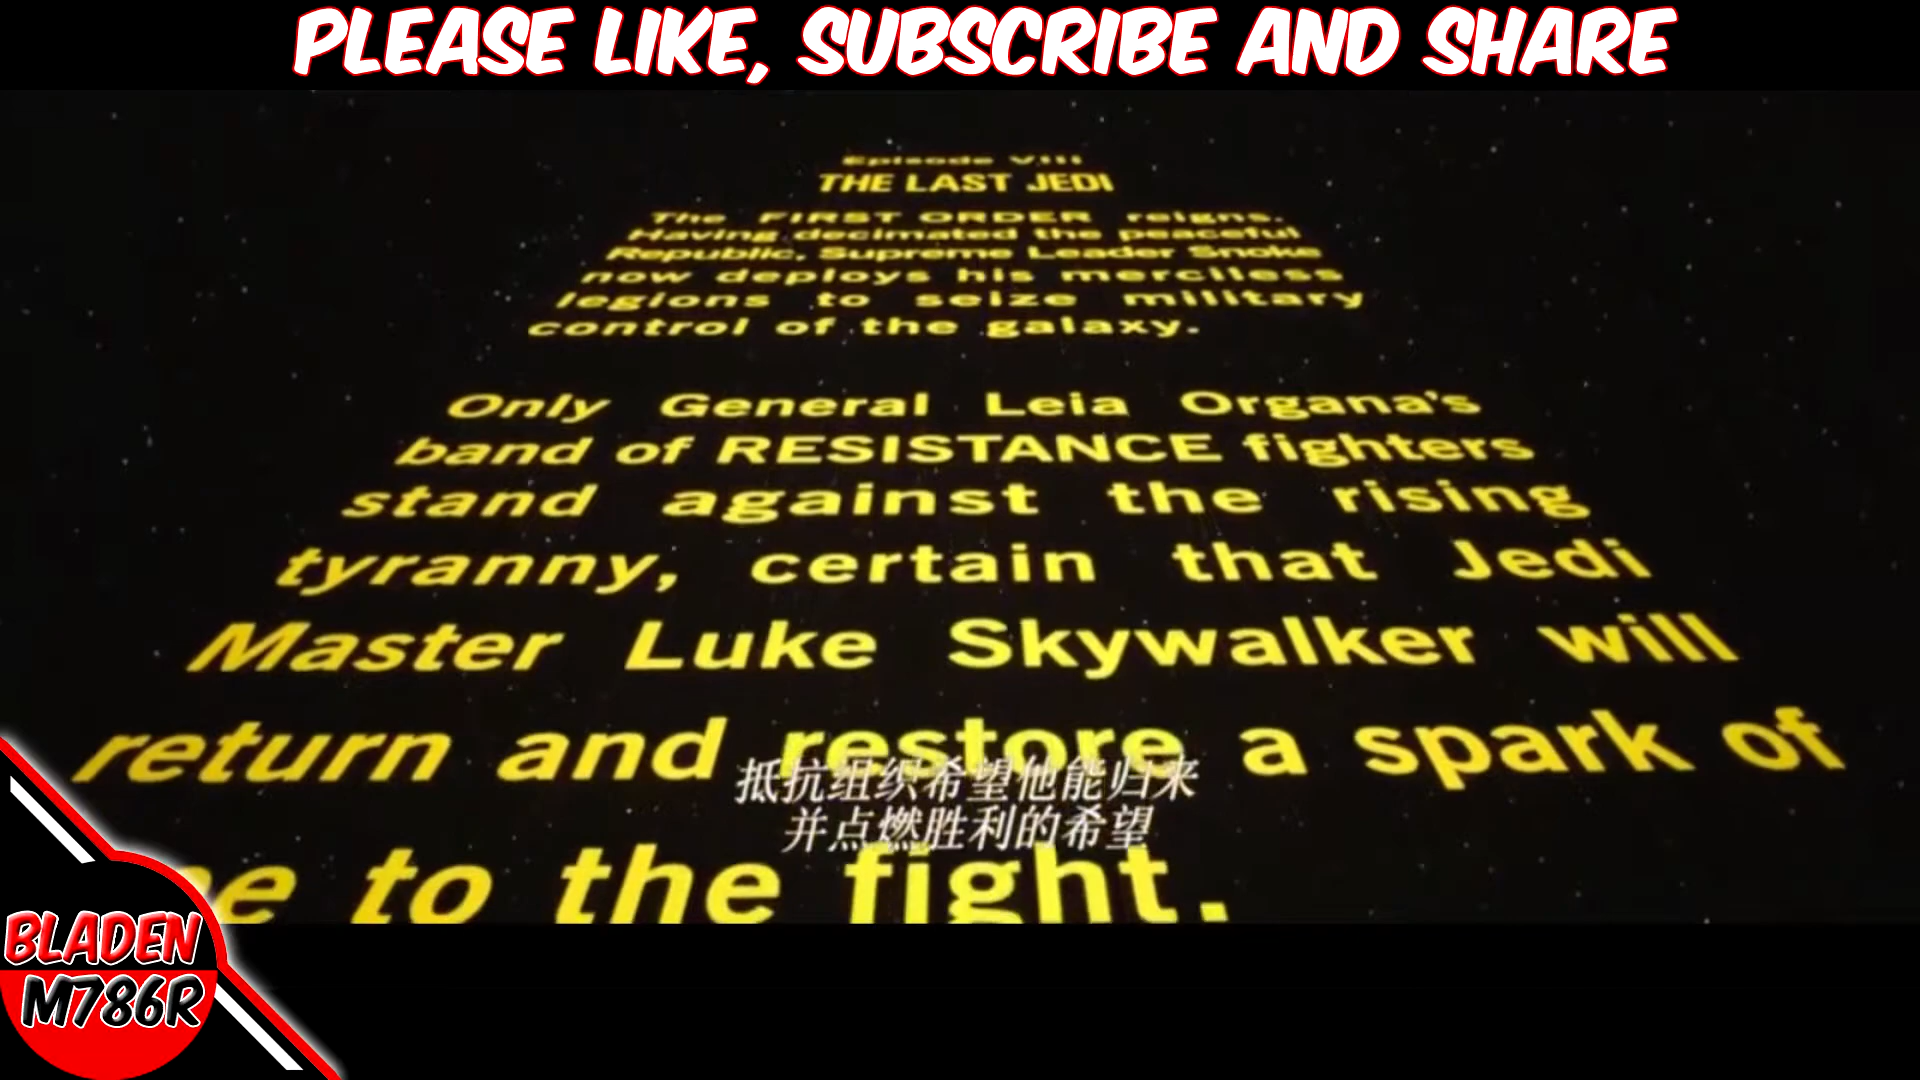 PLEASE LIKE, SUBSCRIBE AND SHARE
Episode VIII
THE LAST JEDI
The FIRST ORDER reigns.
Having decimated the peaceful
Republic, Supreme Leader Snoke
now deploys his merciless
legions to seize military
control of the galaxy.
Only General Leia Organa's
band of RESISTANCE fighters
stand against the rising
tyranny, certain that Jedi
Master Luke Skywalker will
return and restore a spark of
抵抗组织希望他能归来
并点燃胜利的希望
to the fight.
BLADEN
M786R